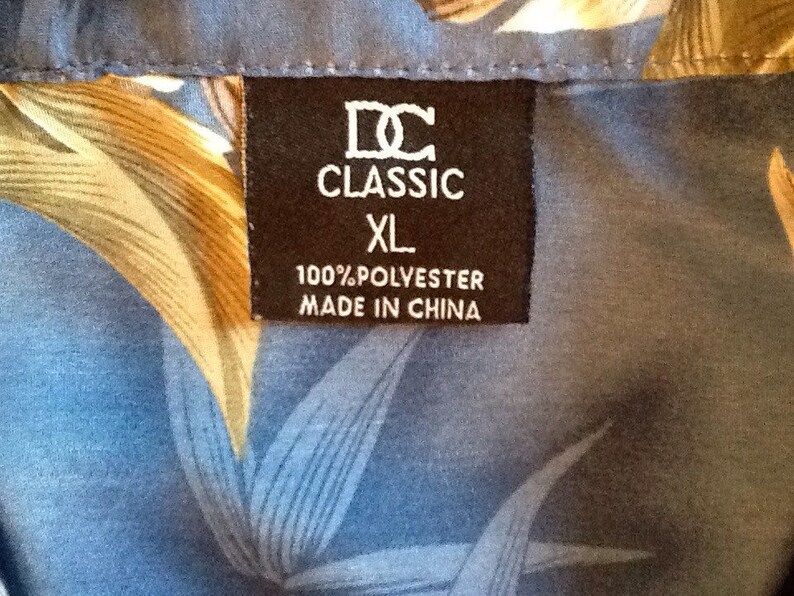 DC
CLASSIC
XL
100%POLYESTER
MADE IN CHINA